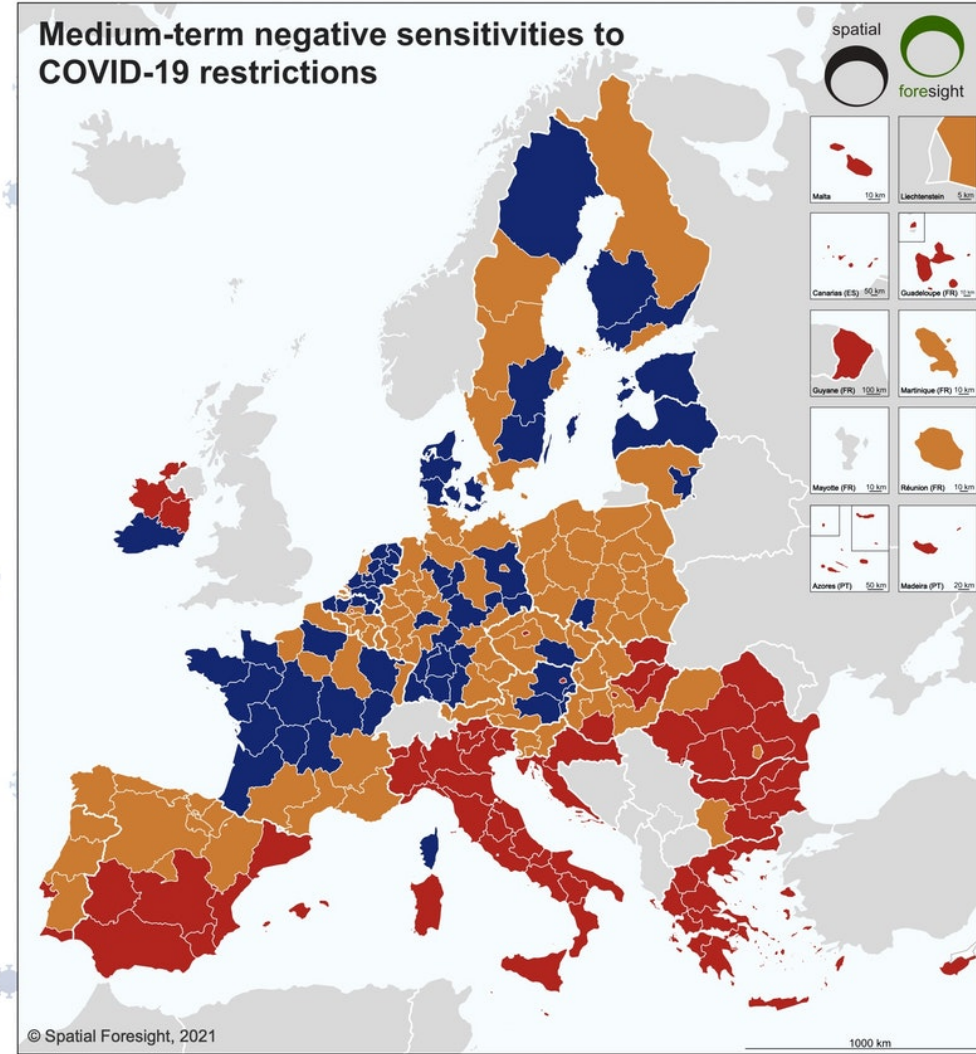 Medium-term negative sensitivities to
COVID-19 restrictions
spatial
foresight
Malta 10 km
Liechtenstein 5 km
Canarias (ES) 50 km
Guadeloupe (FR) 10 km
Guyane (FR) 100 km
Martinique (FR) 10 km
Mayotte (FR) 10 km
Réunion (FR) 10 km
Azores (PT) 50 km
Madeira (PT) 20 km
© Spatial Foresight, 2021
1000 km